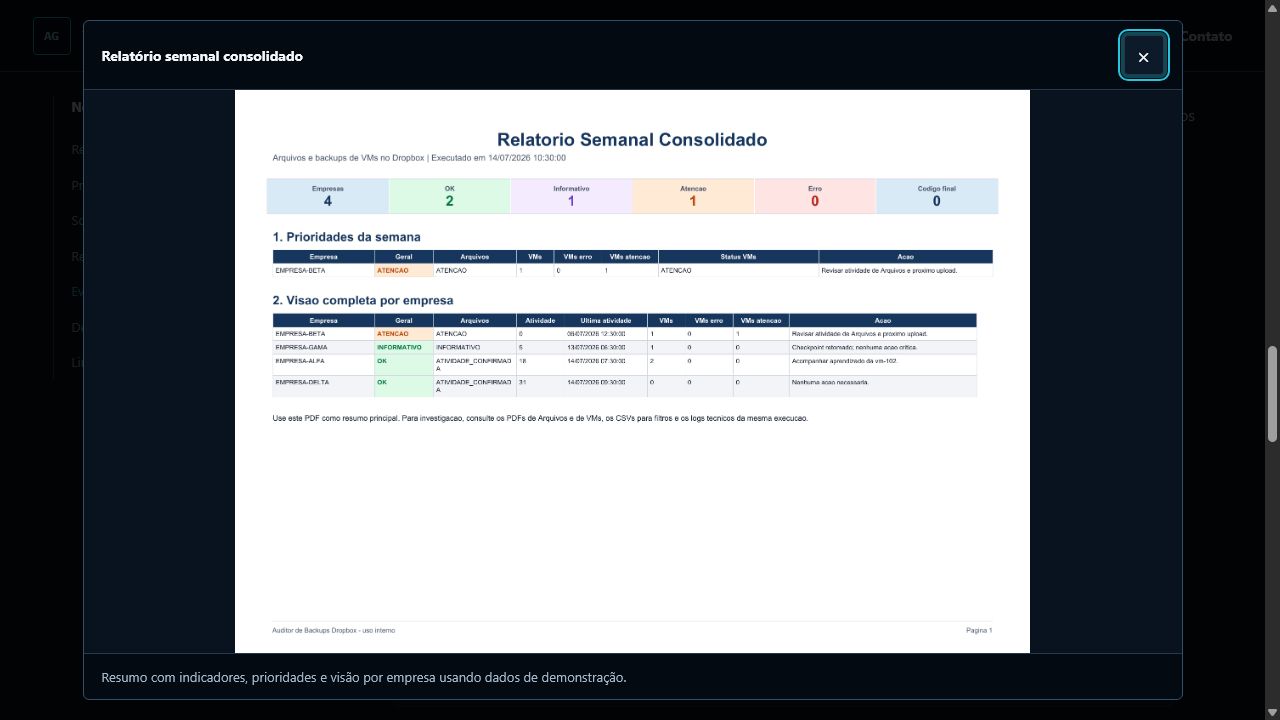 AG
Contato
Relatório semanal consolidado
×
Relatorio Semanal Consolidado
Arquivos e backups de VMs no Dropbox | Executado em 14/07/2026 10:30:00
Empresas OK Informativo Atencao Erro Codigo final
4 2 1 1 0 0
1. Prioridades da semana
Empresa Geral Arquivos VMs VMs erro VMs atencao Status VMs Acao
EMPRESA-BETA ATENCAO ATENCAO 1 0 1 ATENCAO Revisar atividade de Arquivos e proximo upload.
2. Visao completa por empresa
Empresa Geral Arquivos Atividade Ultima atividade VMs VMs erro VMs atencao Acao
EMPRESA-BETA ATENCAO ATENCAO 0 08/07/2026 12:30:00 1 0 1 Revisar atividade de Arquivos e proximo upload.
EMPRESA-GAMA INFORMATIVO INFORMATIVO 5 13/07/2026 06:30:00 1 0 0 Checkpoint retomado; nenhuma acao critica.
EMPRESA-ALFA OK ATIVIDADE_CONFIRMAD 18 14/07/2026 07:30:00 2 0 0 Acompanhar aprendizado da vm-102.
A
EMPRESA-DELTA OK ATIVIDADE_CONFIRMAD 31 14/07/2026 09:30:00 0 0 0 Nenhuma acao necessaria.
A
Use este PDF como resumo principal. Para investigacao, consulte os PDFs de Arquivos e de VMs, os CSVs para filtros e os logs tecnicos da mesma execucao.
Auditor de Backups Dropbox - uso interno Pagina 1
Resumo com indicadores, prioridades e visão por empresa usando dados de demonstração.